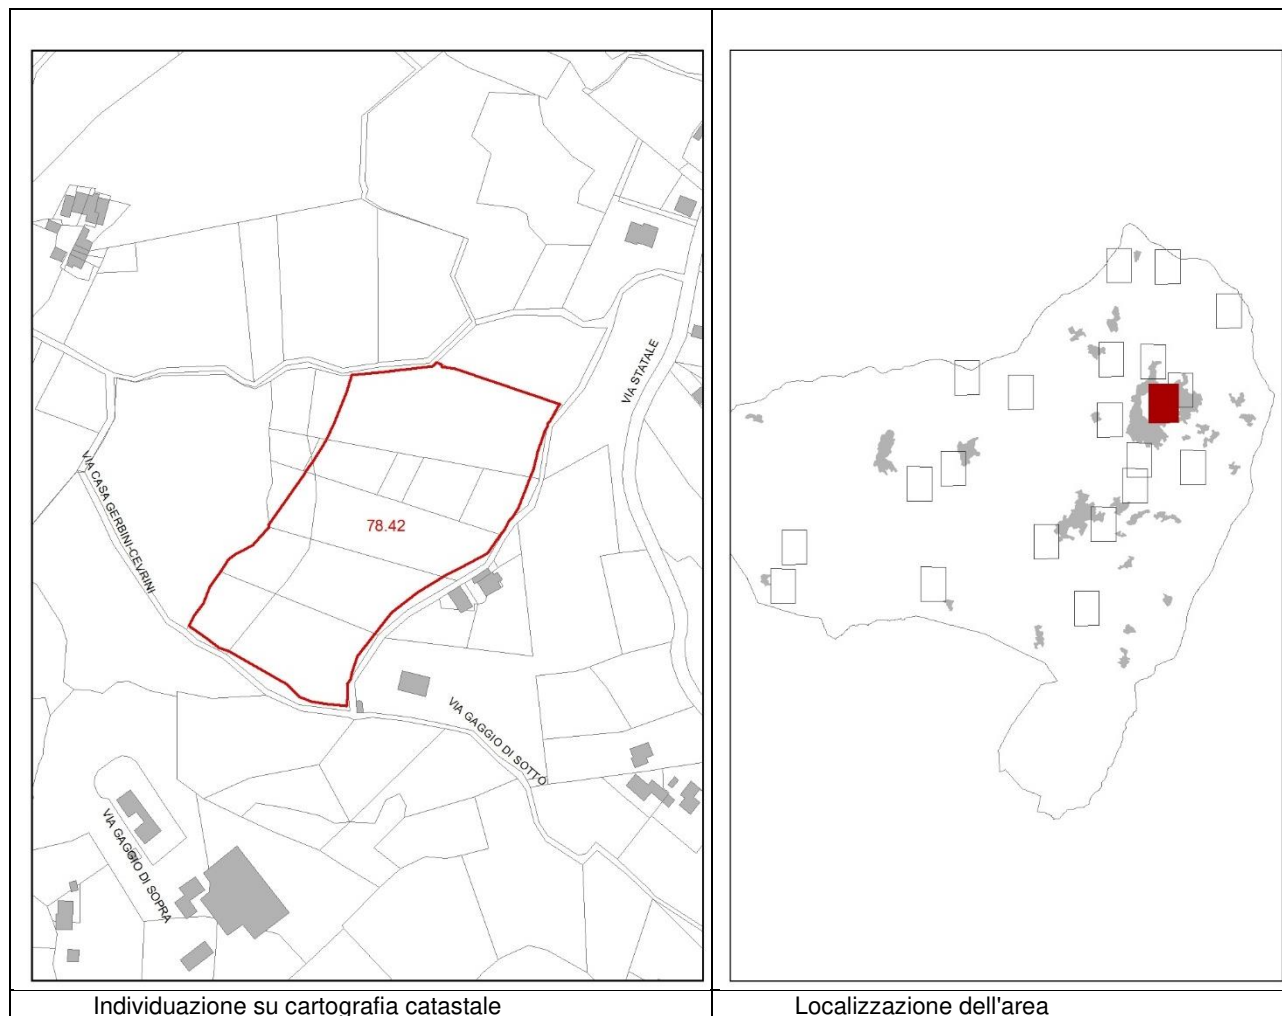 VIA STATALE
VIA CASA GERBINI-CEVRINI
78.42
VIA GAGGIO DI SOTTO
VIA GAGGIO DI SOPRA
Individuazione su cartografia catastale
Localizzazione dell'area